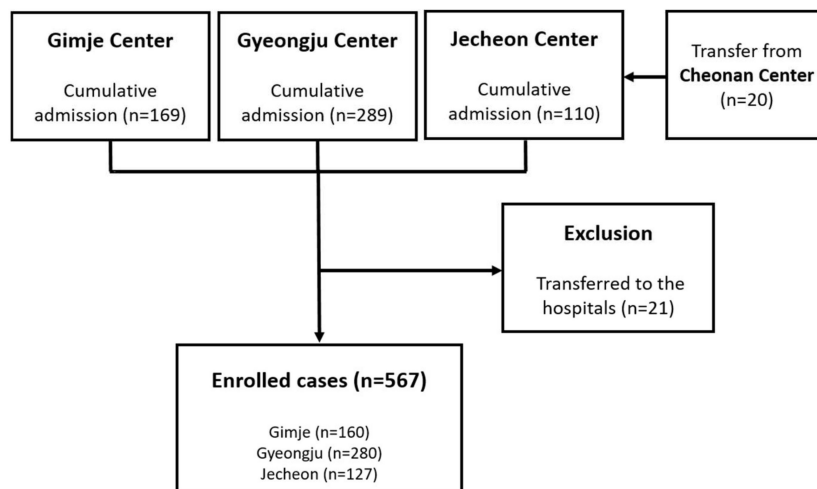 Gimje Center
Cumulative
admission (n=169)
Gyeongju Center
Cumulative
admission (n=289)
Jecheon Center
Cumulative
admission (n=110)
Transfer from
Cheonan Center
(n=20)
Exclusion
Transferred to the
hospitals (n=21)
Enrolled cases (n=567)
Gimje (n=160)
Gyeongju (n=280)
Jecheon (n=127)